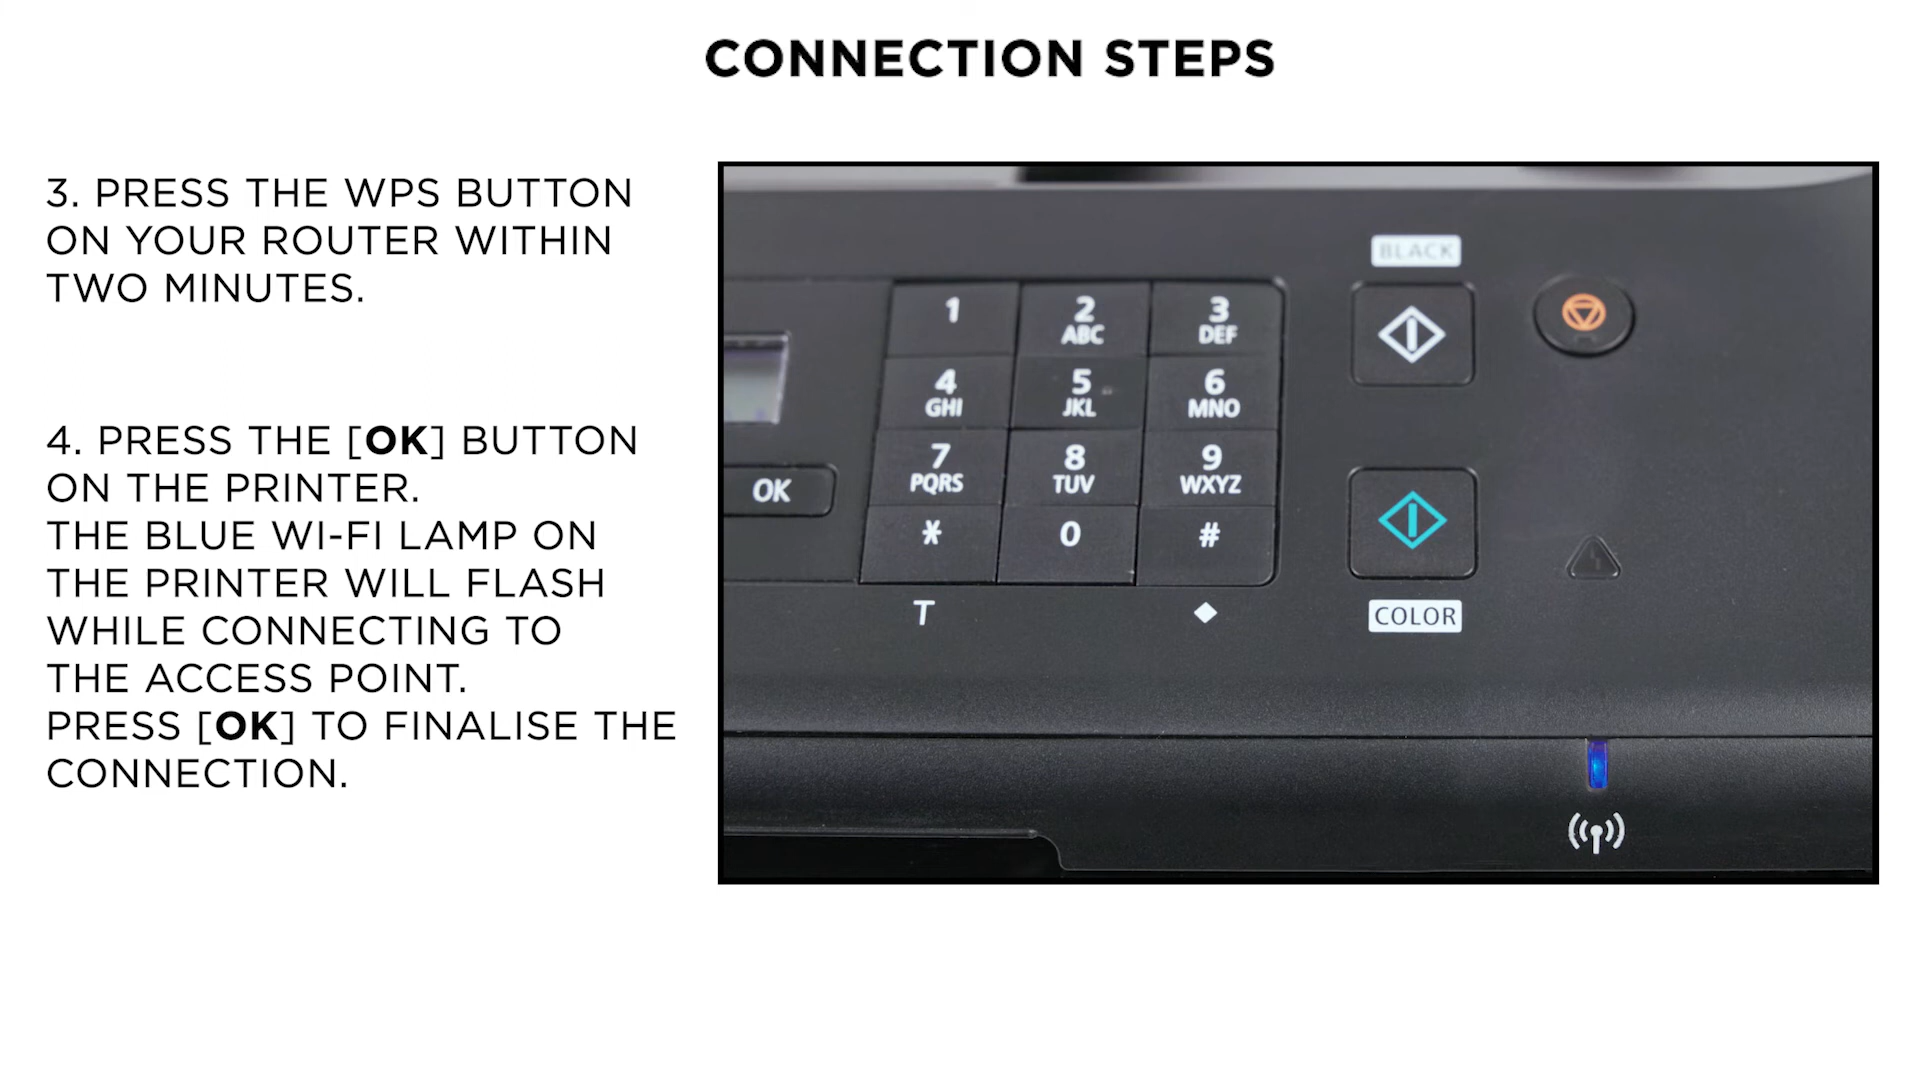 CONNECTION STEPS
3. PRESS THE WPS BUTTON
ON YOUR ROUTER WITHIN
TWO MINUTES.
4. PRESS THE [OK] BUTTON
ON THE PRINTER.
THE BLUE WI-FI LAMP ON
THE PRINTER WILL FLASH
WHILE CONNECTING TO
THE ACCESS POINT.
PRESS [OK] TO FINALISE THE
CONNECTION.
BLACK
1 2 3
ABC DEF
4 5 6
GHI JKL MNO
7 8 9
PQRS TUV WXYZ
OK
* 0 #
T
COLOR